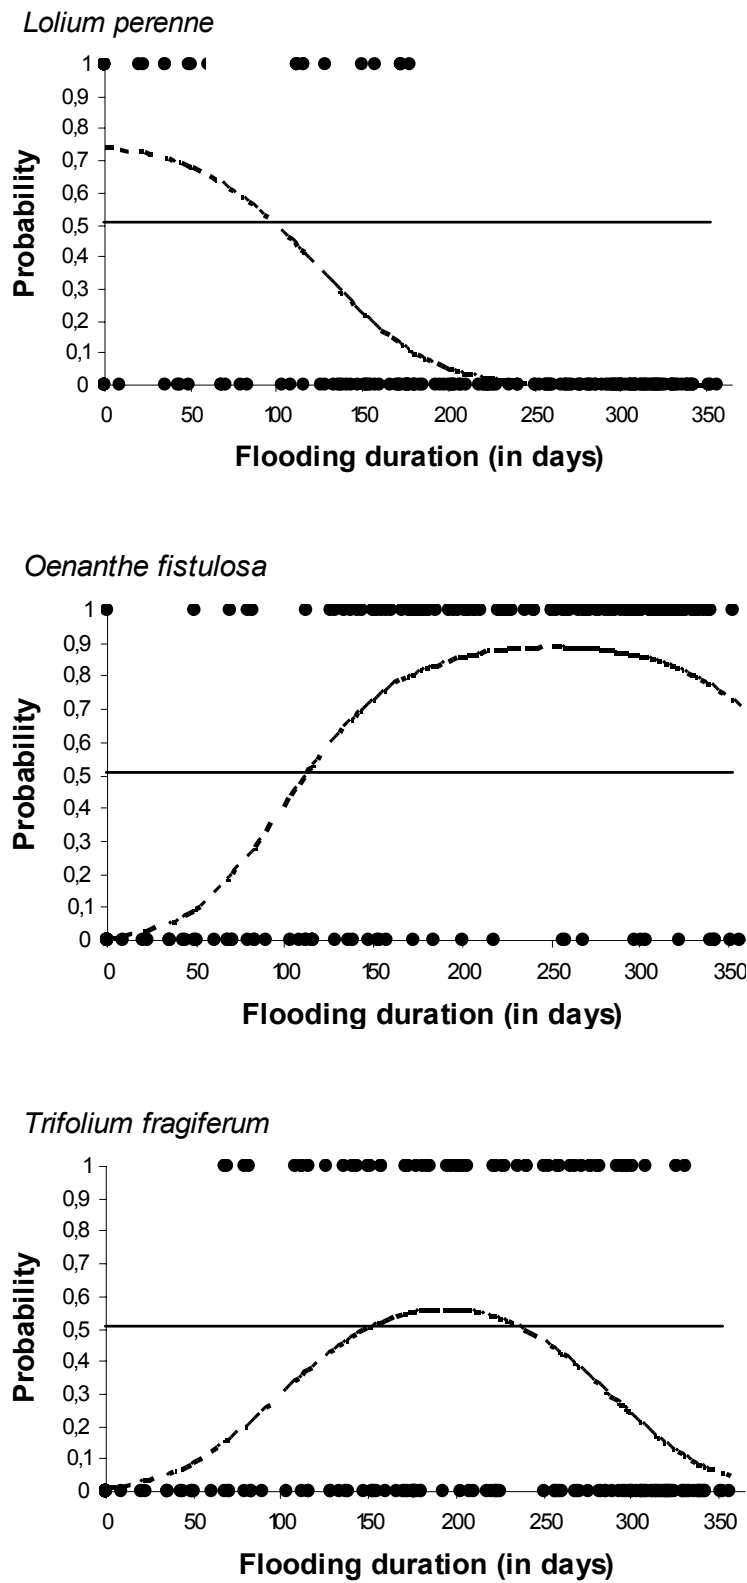 Lolium perenne
1
0,9
0,8
0,7
0,6
0,5
0,4
0,3
0,2
0,1
0
Probability
0 50 100 150 200 250 300 350
Flooding duration (in days)
Oenanthe fistulosa
1
0,9
0,8
0,7
0,6
0,5
0,4
0,3
0,2
0,1
0
Probability
0 50 100 150 200 250 300 350
Flooding duration (in days)
Trifolium fragiferum
1
0,9
0,8
0,7
0,6
0,5
0,4
0,3
0,2
0,1
0
Probability
0 50 100 150 200 250 300 350
Flooding duration (in days)